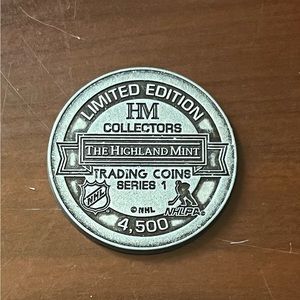 LIMITED EDITION
HM
COLLECTORS
THE HIGHLAND MINT
TRADING COINS
SERIES 1
NHL
© NHL
NHLPA
4,500